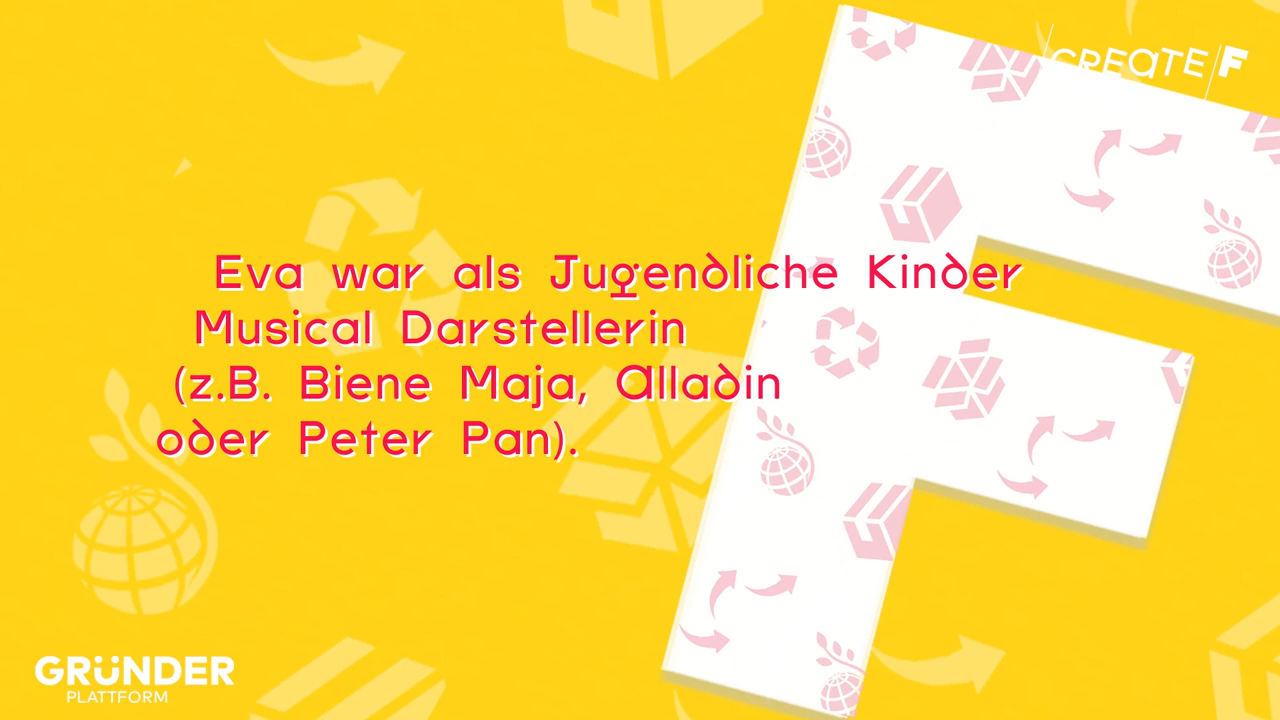 CREATE F
Eva war als Jugendliche Kinder
Musical Darstellerin
(z.B. Biene Maja, Alladin
oder Peter Pan).
GRÜNDER
PLATTFORM